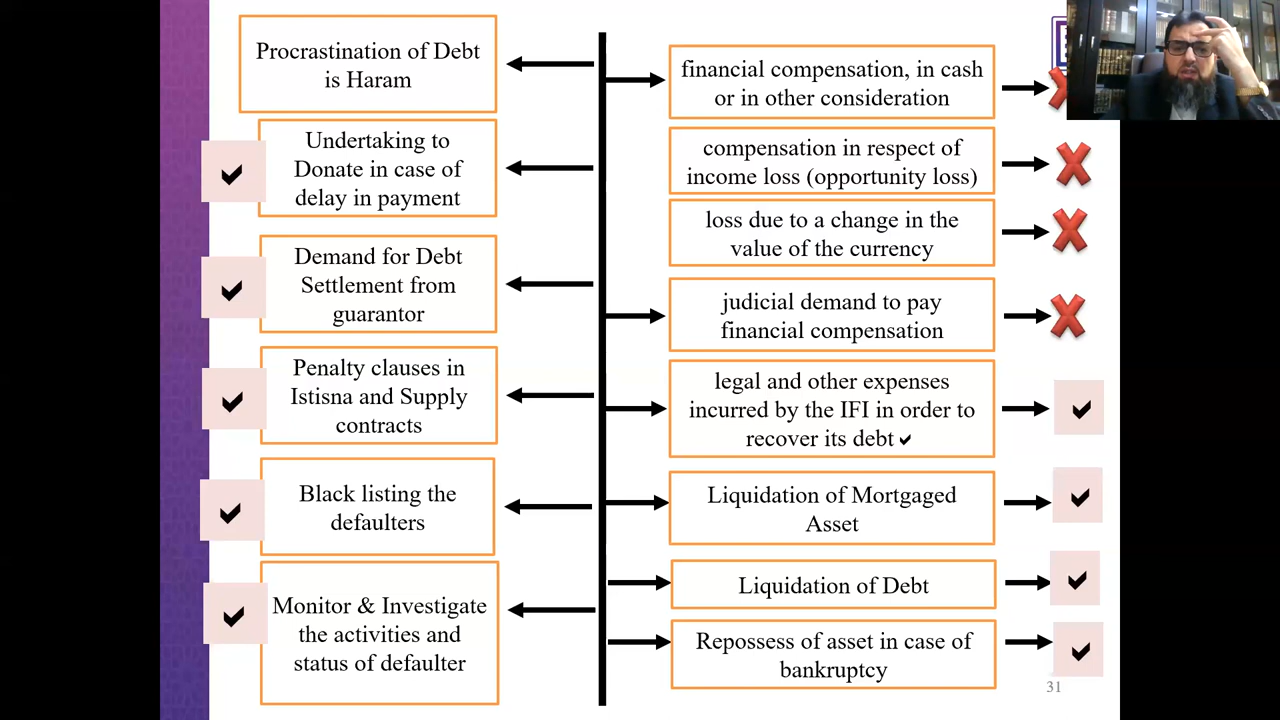 Procrastination of Debt
is Haram
Undertaking to
Donate in case of
delay in payment
Demand for Debt
Settlement from
guarantor
Penalty clauses in
Istisna and Supply
contracts
Black listing the
defaulters
Monitor & Investigate
the activities and
status of defaulter
financial compensation, in cash
or in other consideration
compensation in respect of
income loss (opportunity loss)
loss due to a change in the
value of the currency
judicial demand to pay
financial compensation
legal and other expenses
incurred by the IFI in order to
recover its debt ✔
Liquidation of Mortgaged
Asset
Liquidation of Debt
Repossess of asset in case of
bankruptcy
31